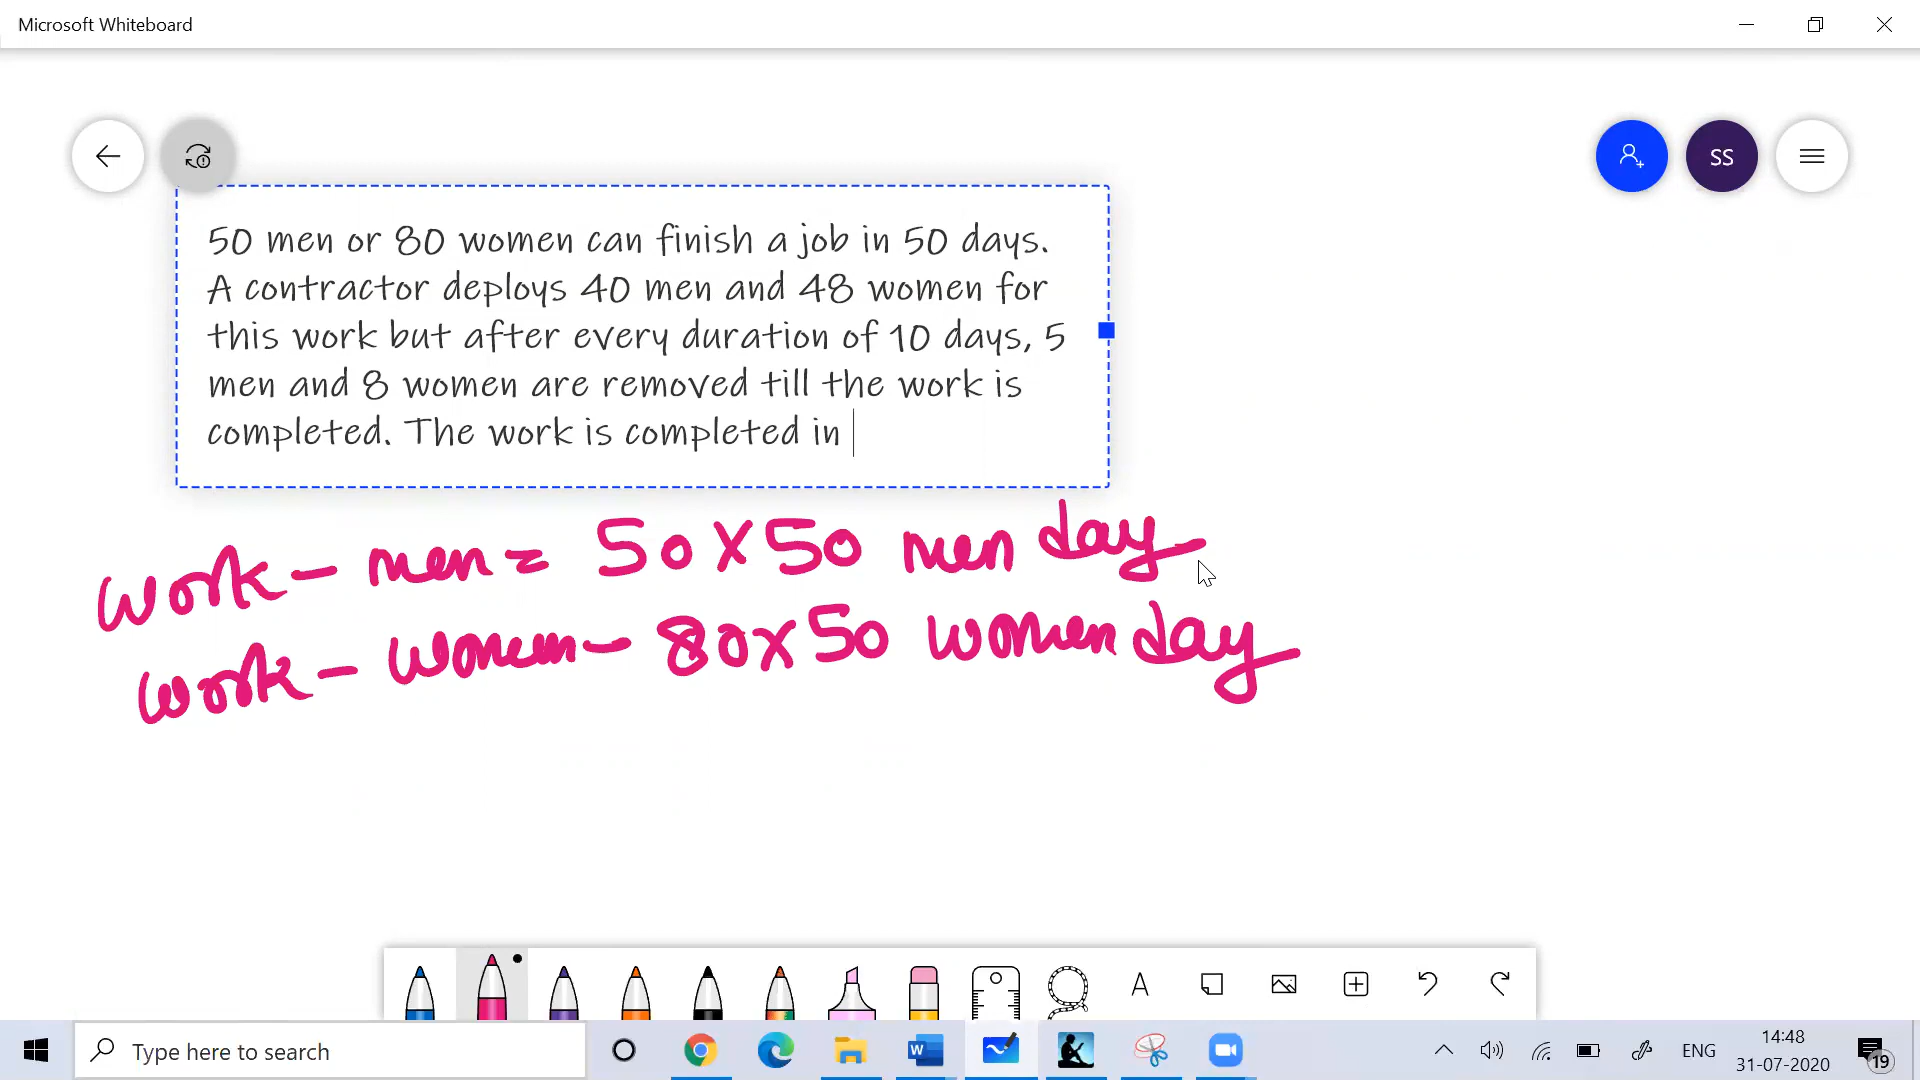 Microsoft Whiteboard
SS
50 men or 80 women can finish a job in 50 days.
A contractor deploys 40 men and 48 women for
this work but after every duration of 10 days, 5
men and 8 women are removed till the work is
completed. The work is completed in
work - men = 50 X 50 men day
work - women - 80 x 50 women day
A
Type here to search
ENG
14:48
31-07-2020
19